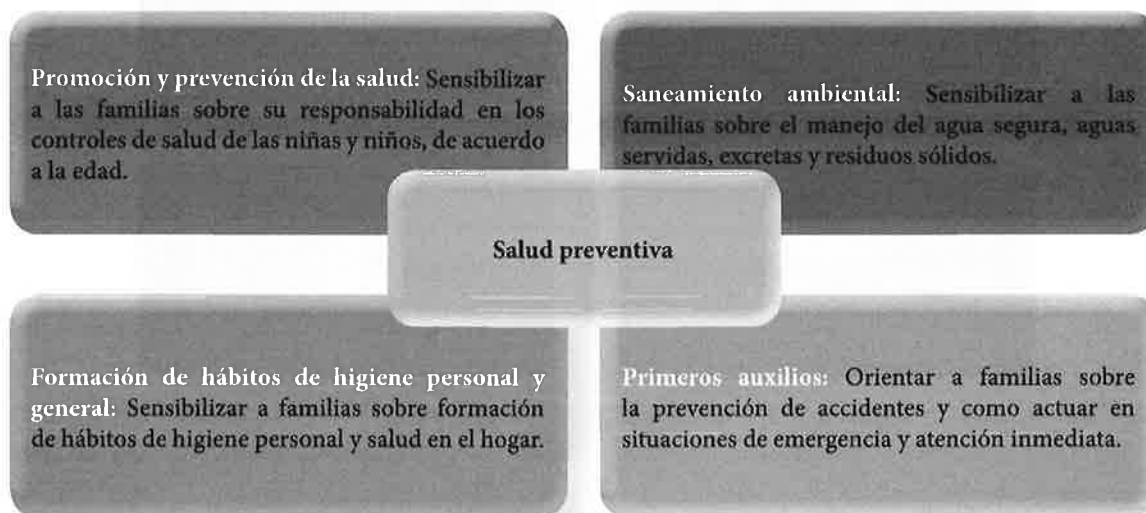 Promoción y prevención de la salud: Sensibilizar
a las familias sobre su responsabilidad en los
controles de salud de las niñas y niños, de acuerdo
a la edad.
Saneamiento ambiental: Sensibilizar a las
familias sobre el manejo del agua segura, aguas
servidas, excretas y residuos sólidos.
Salud preventiva
Formación de hábitos de higiene personal y
general: Sensibilizar a familias sobre formación
de hábitos de higiene personal y salud en el hogar.
Primeros auxilios: Orientar a familias sobre
la prevención de accidentes y como actuar en
situaciones de emergencia y atención inmediata.